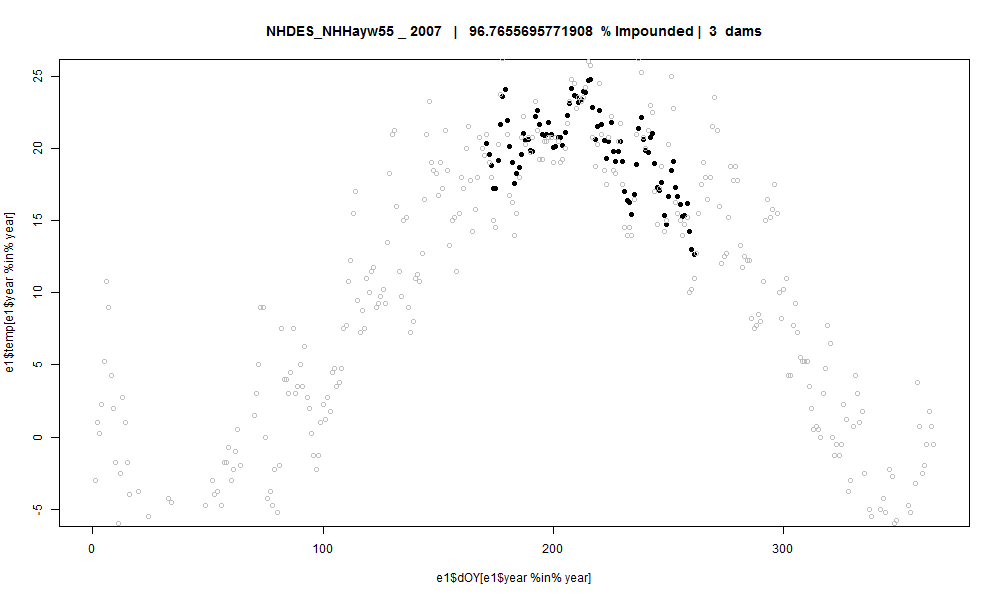 NHDES_NHHayw55 _ 2007 | 96.7655695771908 % Impounded | 3 dams
e1$temp[e1$year %in% year]
25
20
15
10
5
0
-5
0 100 200 300
e1$dOY[e1$year %in% year]